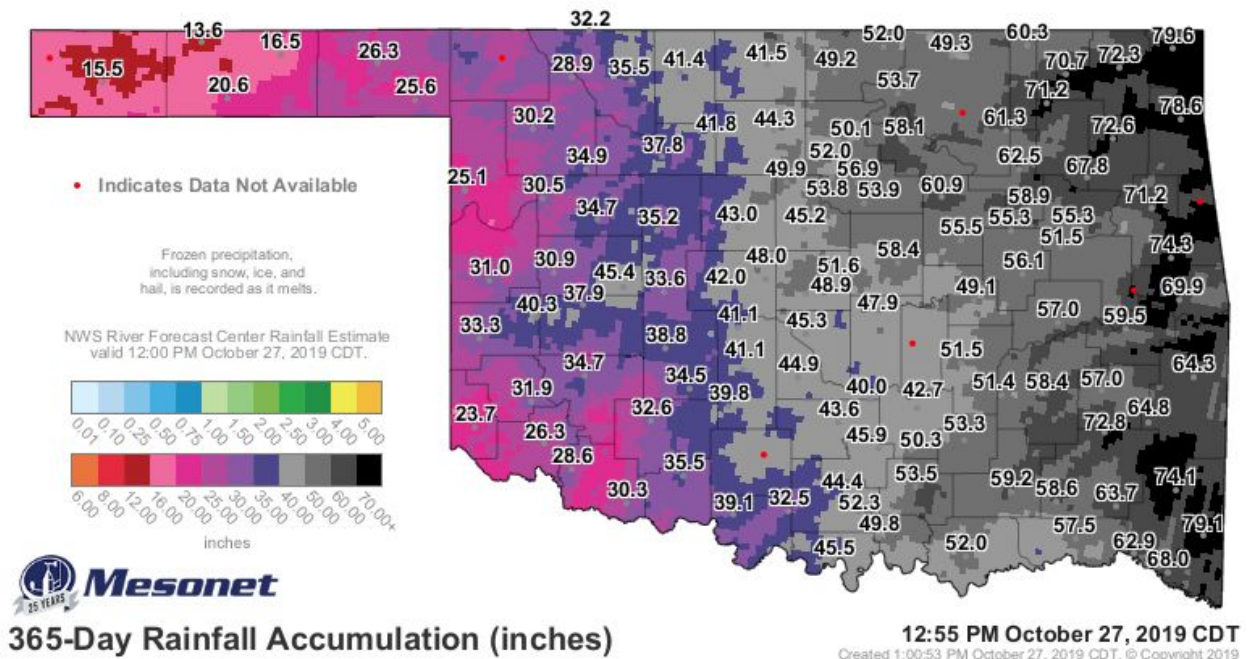 32.2
13.6 16.5 26.3 28.9 35.5 41.4 41.5 49.2 52.0 49.3 60.3 70.7 72.3 79.6
15.5 20.6 25.6 53.7 71.2 78.6
30.2 37.8 41.8 44.3 50.1 58.1 61.3 72.6
34.9 49.9 52.0 56.9 62.5 67.8
25.1 30.5 53.8 53.9 60.9 58.9 71.2
• Indicates Data Not Available
34.7 35.2 43.0 45.2 55.5 55.3 55.3 51.5
Frozen precipitation,
including snow, ice, and
hail, is recorded as it melts.
31.0 30.9 45.4 33.6 42.0 48.0 51.6 58.4 56.1 74.3
40.3 37.9 48.9 47.9 49.1 57.0 59.5 69.9
NWS River Forecast Center Rainfall Estimate
valid 12:00 PM October 27, 2019 CDT.
33.3 38.8 41.1 45.3
34.7 41.1 44.9 51.5 64.3
31.9 34.5 39.8 40.0 42.7 51.4 58.4 57.0
23.7 32.6 43.6 53.3 72.8 64.8
26.3 45.9 50.3
28.6 35.5 44.4 53.5 59.2 58.6 63.7 74.1
30.3 39.1 32.5 52.3
49.8 57.5 79.1
45.5 52.0 62.9 68.0
0.01 0.10 0.25 0.50 0.75 1.00 1.50 2.00 2.50 3.00 4.00 5.00
6.00 8.00 12.00 16.00 20.00 25.00 30.00 35.00 40.00 50.00 60.00 70.00+
inches
25 YEARS
Mesonet
365-Day Rainfall Accumulation (inches)
12:55 PM October 27, 2019 CDT
Created 1:00:53 PM October 27, 2019 CDT. © Copyright 2019